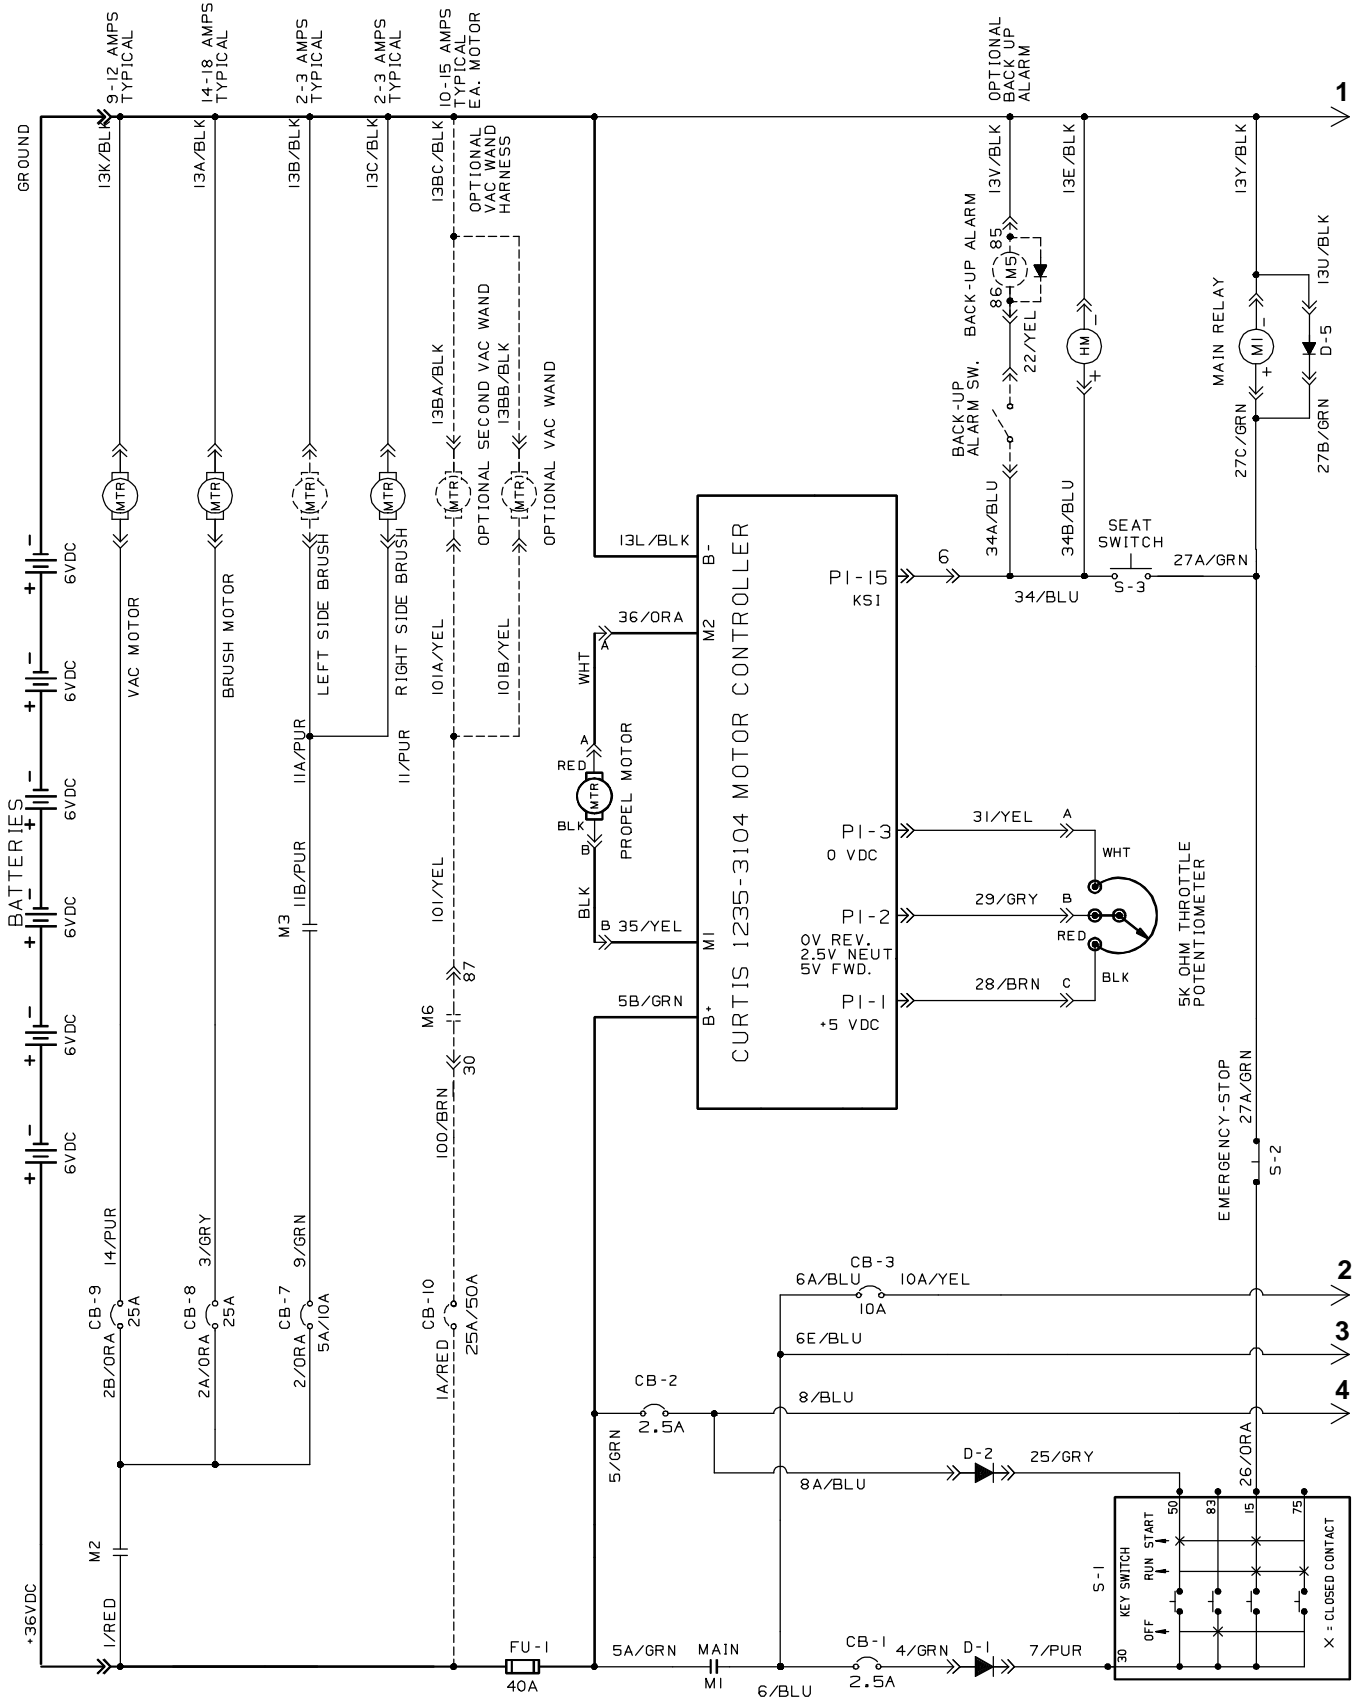 GROUND
9-12 AMPS
TYPICAL
14-18 AMPS
TYPICAL
2-3 AMPS
TYPICAL
2-3 AMPS
TYPICAL
10-15 AMPS
TYPICAL
EA. MOTOR
OPTIONAL
BACK UP
ALARM
1
13K/BLK
13A/BLK
13B/BLK
13C/BLK
13BC/BLK
OPTIONAL
VAC WAND
HARNESS
13V/BLK
13E/BLK
13Y/BLK
BACK-UP ALARM
85
M5
86
22/YEL
13U/BLK
13BA/BLK
OPTIONAL SECOND VAC WAND
13BB/BLK
OPTIONAL VAC WAND
BACK-UP
ALARM SW.
HM
-
+
MAIN RELAY
M1
-
+
D-5
27C/GRN
27B/GRN
MTR
MTR
MTR
MTR
MTR
MTR
BATTERIES
-
+
6VDC
-
+
6VDC
-
+
6VDC
-
+
6VDC
-
+
6VDC
-
+
6VDC
VAC MOTOR
BRUSH MOTOR
LEFT SIDE BRUSH
RIGHT SIDE BRUSH
101A/YEL
101B/YEL
13L/BLK
B-
36/ORA
M2
A
WHT
A
RED
MTR
BLK
B
PROPEL MOTOR
BLK
B
35/YEL
M1
5B/GRN
B+
CURTIS 1235-3104 MOTOR CONTROLLER
P1-15
KSI
6
34A/BLU
34B/BLU
34/BLU
SEAT
SWITCH
S-3
27A/GRN
11A/PUR
11/PUR
11B/PUR
M3
101/YEL
87
M6
30
100/BRN
P1-3
0 VDC
31/YEL
A
WHT
P1-2
0V REV.
2.5V NEUT.
5V FWD.
29/GRY
B
RED
P1-1
+5 VDC
28/BRN
C
BLK
5K OHM THROTTLE
POTENTIOMETER
14/PUR
3/GRY
9/GRN
CB-9
25A
CB-8
25A
CB-7
5A/10A
CB-10
25A/50A
2B/ORA
2A/ORA
2/ORA
1A/RED
EMERGENCY-STOP
27A/GRN
S-2
6A/BLU
CB-3
10A
10A/YEL
2
6E/BLU
3
CB-2
2.5A
8/BLU
4
5/GRN
8A/BLU
D-2
25/GRY
26/ORA
+36VDC
1/RED
M2
FU-1
40A
5A/GRN
MAIN
M1
6/BLU
CB-1
2.5A
4/GRN
D-1
7/PUR
S-1
KEY SWITCH
50
83
15
75
OFF
RUN
START
30
X = CLOSED CONTACT